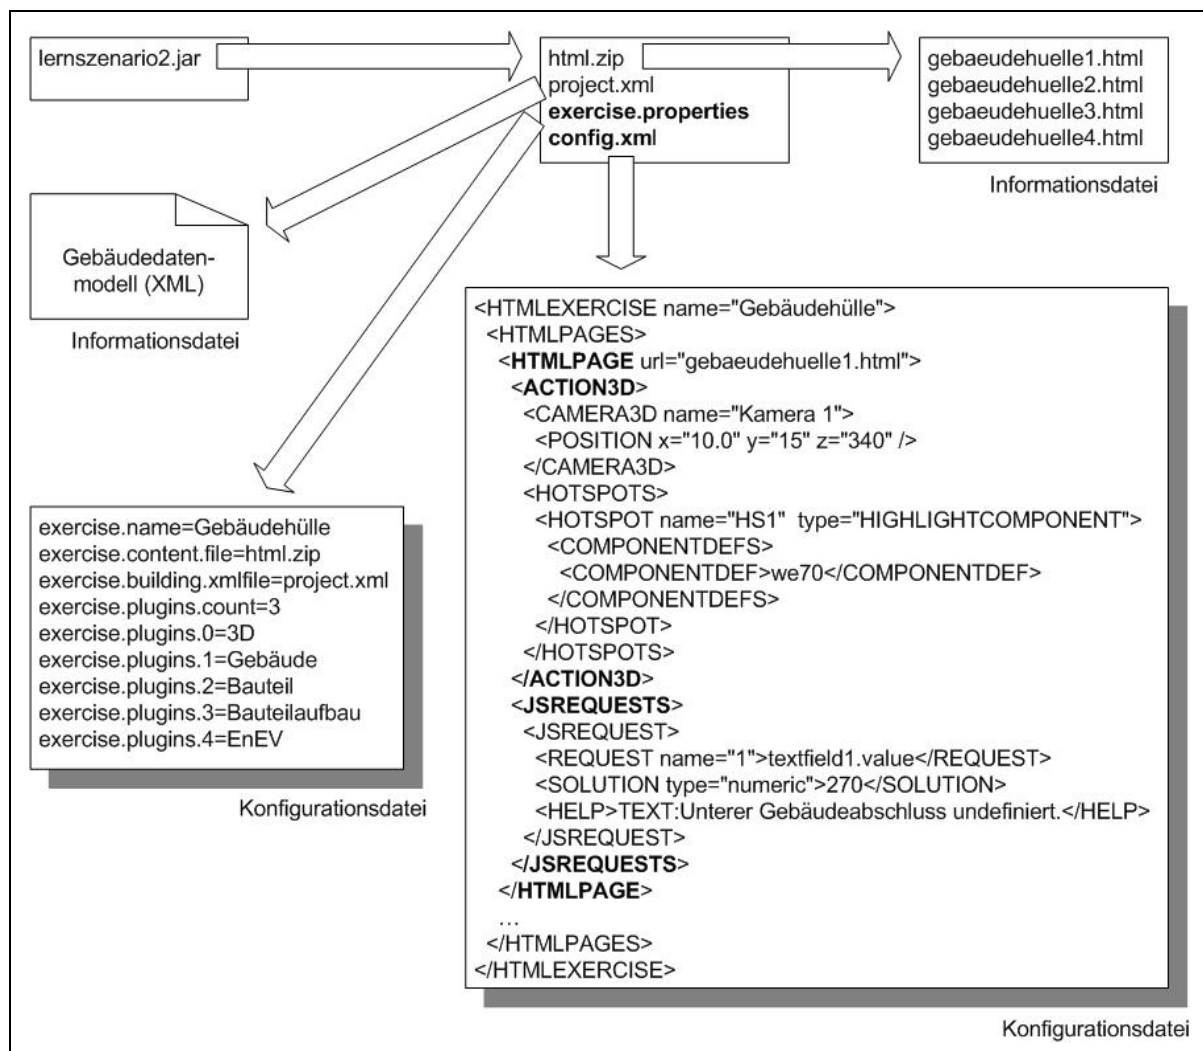 lernszenario2.jar
html.zip
project.xml
exercise.properties
config.xml
gebaeudehuelle1.html
gebaeudehuelle2.html
gebaeudehuelle3.html
gebaeudehuelle4.html
Informationsdatei
Gebäudedaten-
modell (XML)
Informationsdatei
<HTMLEXERCISE name="Gebäudehülle">
<HTMLPAGES>
<HTMLPAGE url="gebaeudehuelle1.html">
<ACTION3D>
<CAMERA3D name="Kamera 1">
<POSITION x="10.0" y="15" z="340" />
</CAMERA3D>
<HOTSPOTS>
<HOTSPOT name="HS1" type="HIGHLIGHTCOMPONENT">
<COMPONENTDEFS>
<COMPONENTDEF>we70</COMPONENTDEF>
</COMPONENTDEFS>
</HOTSPOT>
</HOTSPOTS>
</ACTION3D>
<JSREQUESTS>
<JSREQUEST>
<REQUEST name="1">textfield1.value</REQUEST>
<SOLUTION type="numeric">270</SOLUTION>
<HELP>TEXT:Unterer Gebäudeabschluss undefiniert.</HELP>
</JSREQUEST>
</JSREQUESTS>
</HTMLPAGE>
…
</HTMLPAGES>
</HTMLEXERCISE>
Konfigurationsdatei
exercise.name=Gebäudehülle
exercise.content.file=html.zip
exercise.building.xmlfile=project.xml
exercise.plugins.count=3
exercise.plugins.0=3D
exercise.plugins.1=Gebäude
exercise.plugins.2=Bauteil
exercise.plugins.3=Bauteilaufbau
exercise.plugins.4=EnEV
Konfigurationsdatei